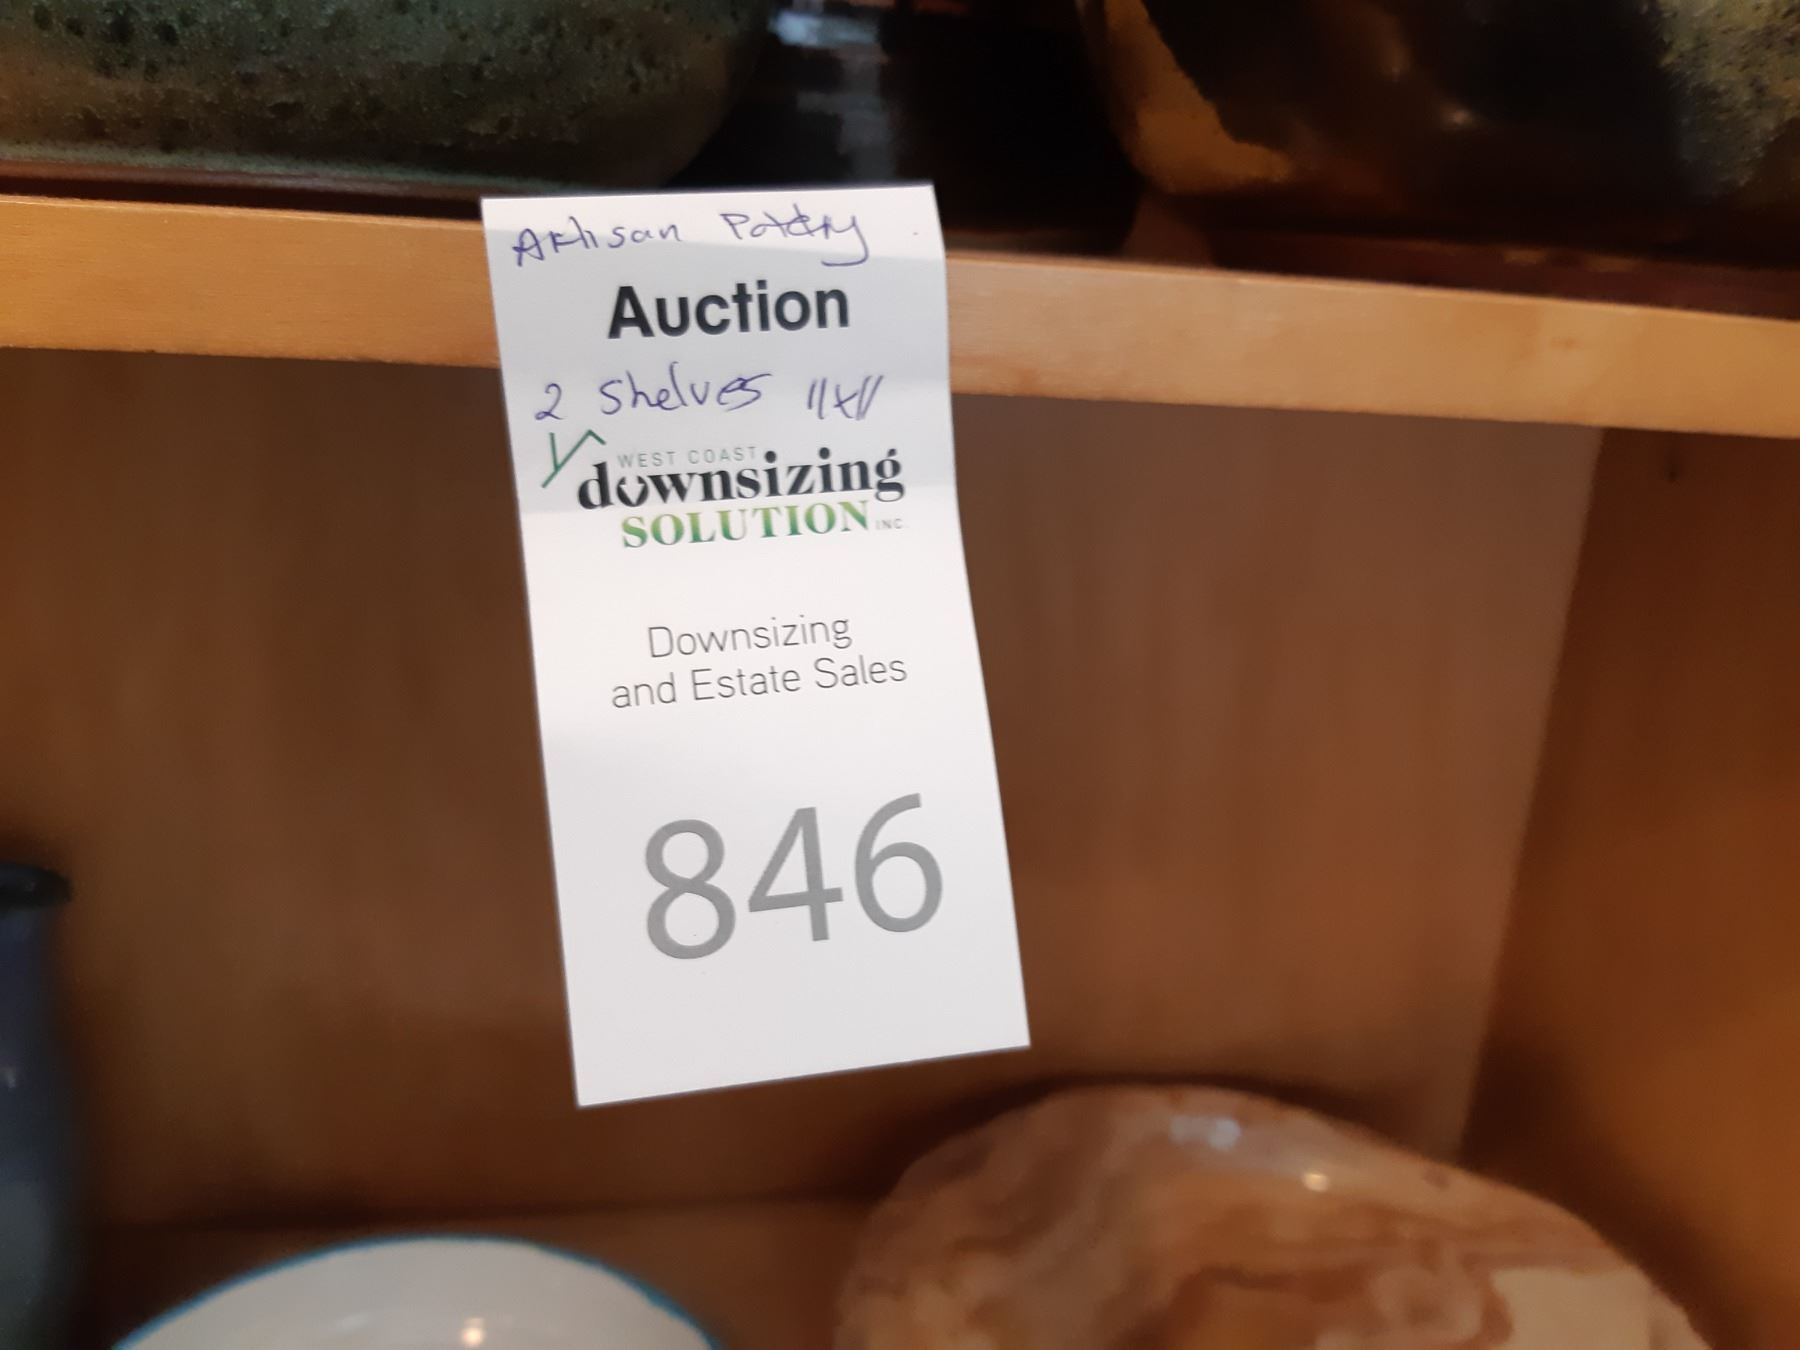 Artisan Pottery
Auction
2 shelves 11x11
WEST COAST
downsizing
SOLUTION INC.
Downsizing
and Estate Sales
846